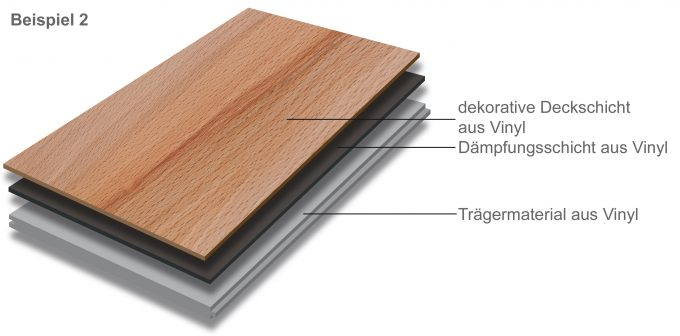 Beispiel 2
dekorative Deckschicht
aus Vinyl
Dämpfungsschicht aus Vinyl
Trägermaterial aus Vinyl